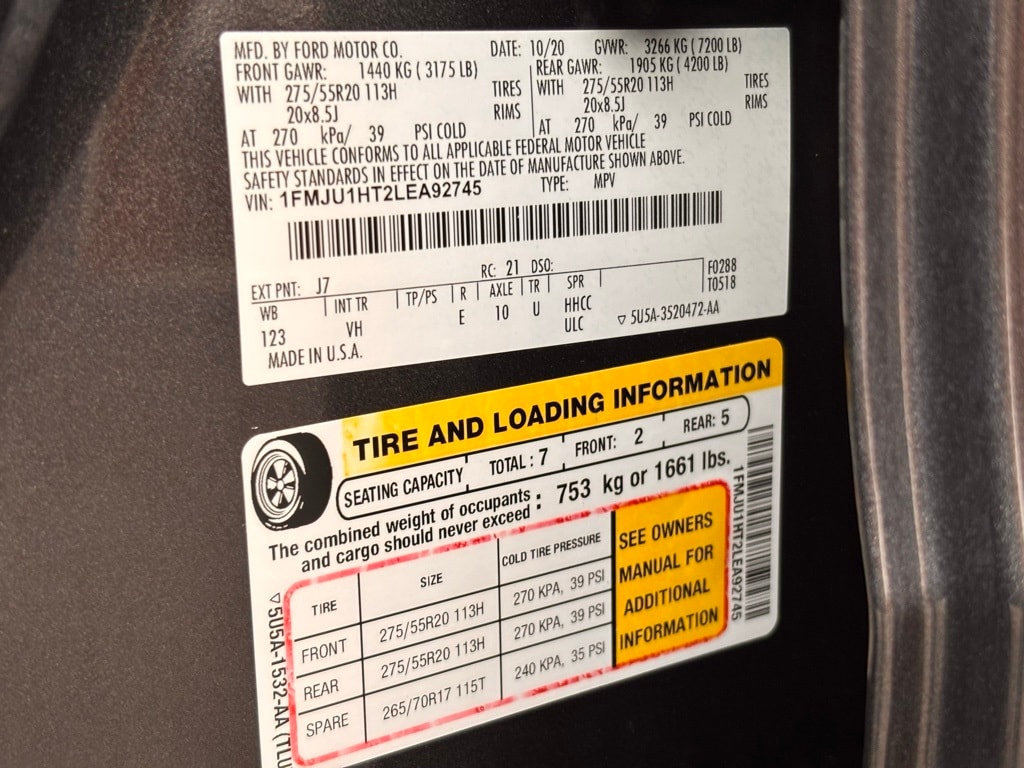 MFD. BY FORD MOTOR CO. DATE: 10/20 GVWR: 3266 KG ( 7200 LB)
FRONT GAWR: 1440 KG ( 3175 LB) REAR GAWR: 1905 KG ( 4200 LB)
WITH 275/55R20 113H TIRES WITH 275/55R20 113H TIRES
20x8.5J RIMS 20x8.5J RIMS
AT 270 kPa/ 39 PSI COLD AT 270 kPa/ 39 PSI COLD
THIS VEHICLE CONFORMS TO ALL APPLICABLE FEDERAL MOTOR VEHICLE
SAFETY STANDARDS IN EFFECT ON THE DATE OF MANUFACTURE SHOWN ABOVE.
VIN: 1FMJU1HT2LEA92745 TYPE: MPV
EXT PNT: J7 RC: 21 DSO: F0288
WB INT TR TP/PS R AXLE TR SPR T0518
123 VH E 10 U HHCC
ULC ▽ 5U5A-3520472-AA
MADE IN U.S.A.
TIRE AND LOADING INFORMATION
SEATING CAPACITY TOTAL : 7 FRONT: 2 REAR: 5
The combined weight of occupants
and cargo should never exceed : 753 kg or 1661 lbs.
TIRE SIZE COLD TIRE PRESSURE
FRONT 275/55R20 113H 270 KPA, 39 PSI
REAR 275/55R20 113H 270 KPA, 39 PSI
SPARE 265/70R17 115T 240 KPA, 35 PSI
SEE OWNERS
MANUAL FOR
ADDITIONAL
INFORMATION
1FMJU1HT2LEA92745
▽ 5U5A-1532-AA (TLU